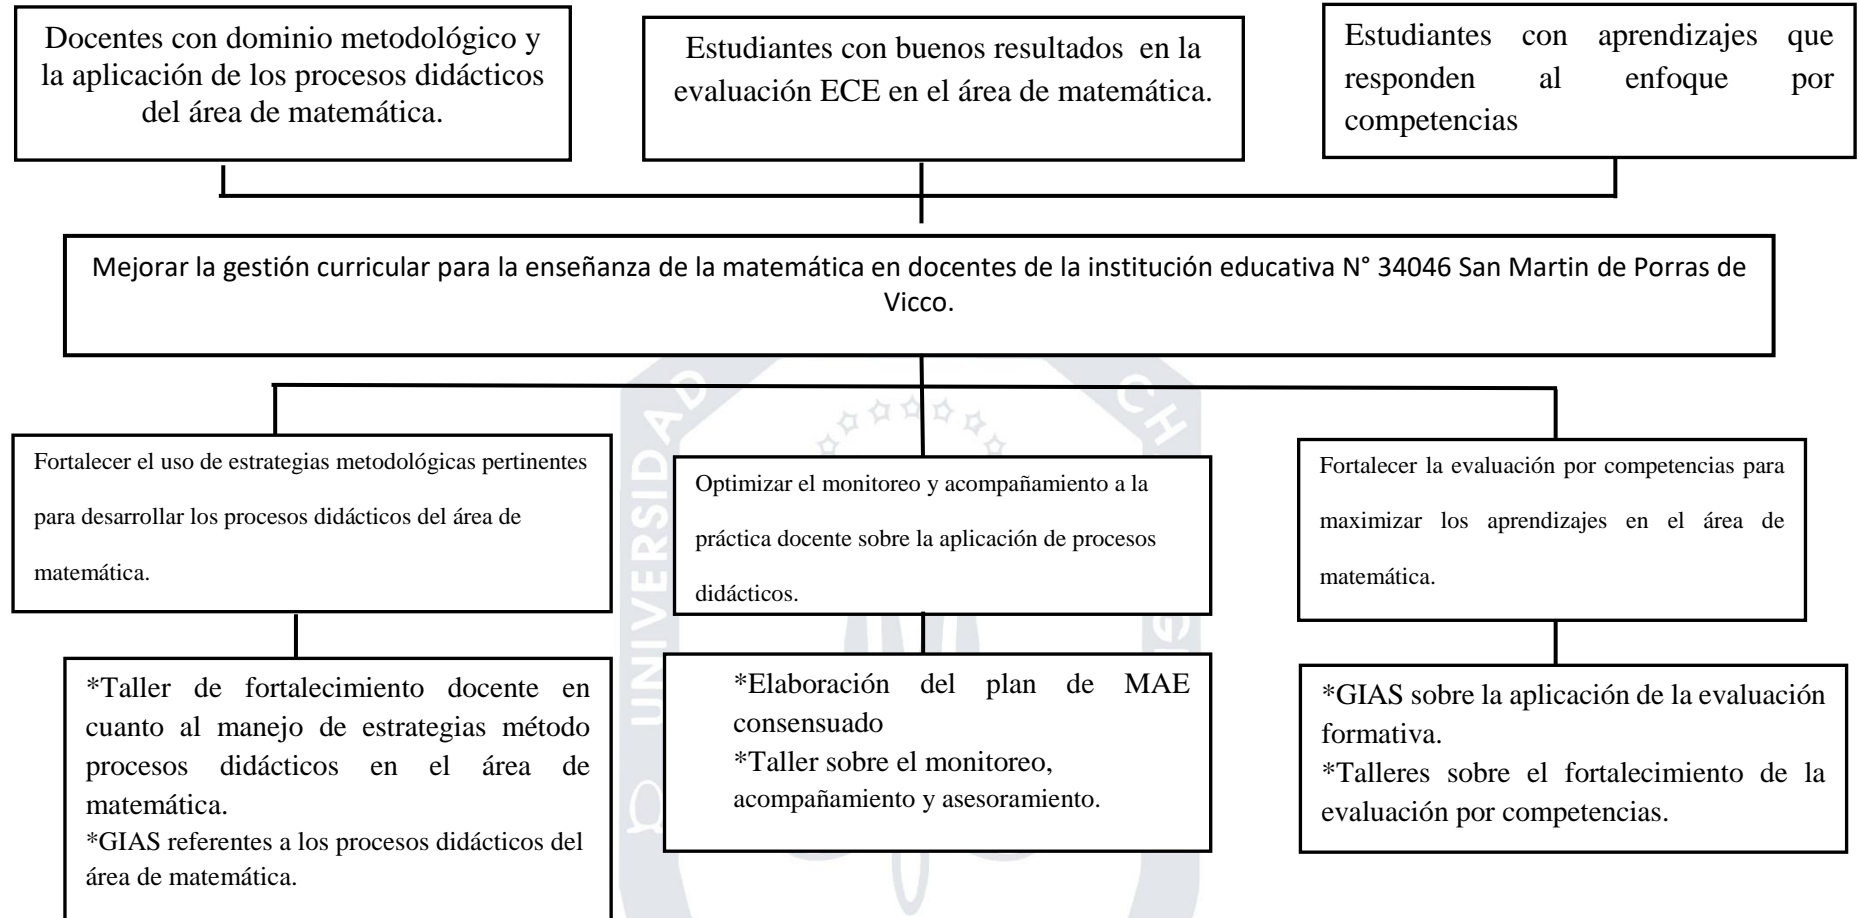 Docentes con dominio metodológico y
la aplicación de los procesos didácticos
del área de matemática.
Estudiantes con buenos resultados en la
evaluación ECE en el área de matemática.
Estudiantes con aprendizajes que
responden al enfoque por
competencias
Mejorar la gestión curricular para la enseñanza de la matemática en docentes de la institución educativa N° 34046 San Martin de Porras de
Vicco.
Fortalecer el uso de estrategias metodológicas pertinentes
para desarrollar los procesos didácticos del área de
matemática.
Optimizar el monitoreo y acompañamiento a la
práctica docente sobre la aplicación de procesos
didácticos.
Fortalecer la evaluación por competencias para
maximizar los aprendizajes en el área de
matemática.
*Taller de fortalecimiento docente en
cuanto al manejo de estrategias método
procesos didácticos en el área de
matemática.
*GIAS referentes a los procesos didácticos del
área de matemática.
*Elaboración del plan de MAE
consensuado
*Taller sobre el monitoreo,
acompañamiento y asesoramiento.
*GIAS sobre la aplicación de la evaluación
formativa.
*Talleres sobre el fortalecimiento de la
evaluación por competencias.
UNIVERSIDAD
CH